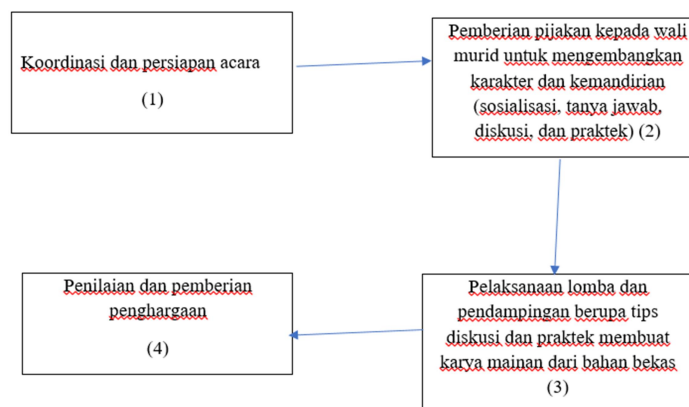 Koordinasi dan persiapan acara
(1)
Pemberian pijakan kepada wali
murid untuk mengembangkan
karakter dan kemandirian
(sosialisasi, tanya jawab,
diskusi, dan praktek) (2)
Pelaksanaan lomba dan
pendampingan berupa tips
diskusi dan praktek membuat
karya mainan dari bahan bekas
(3)
Penilaian dan pemberian
penghargaan
(4)